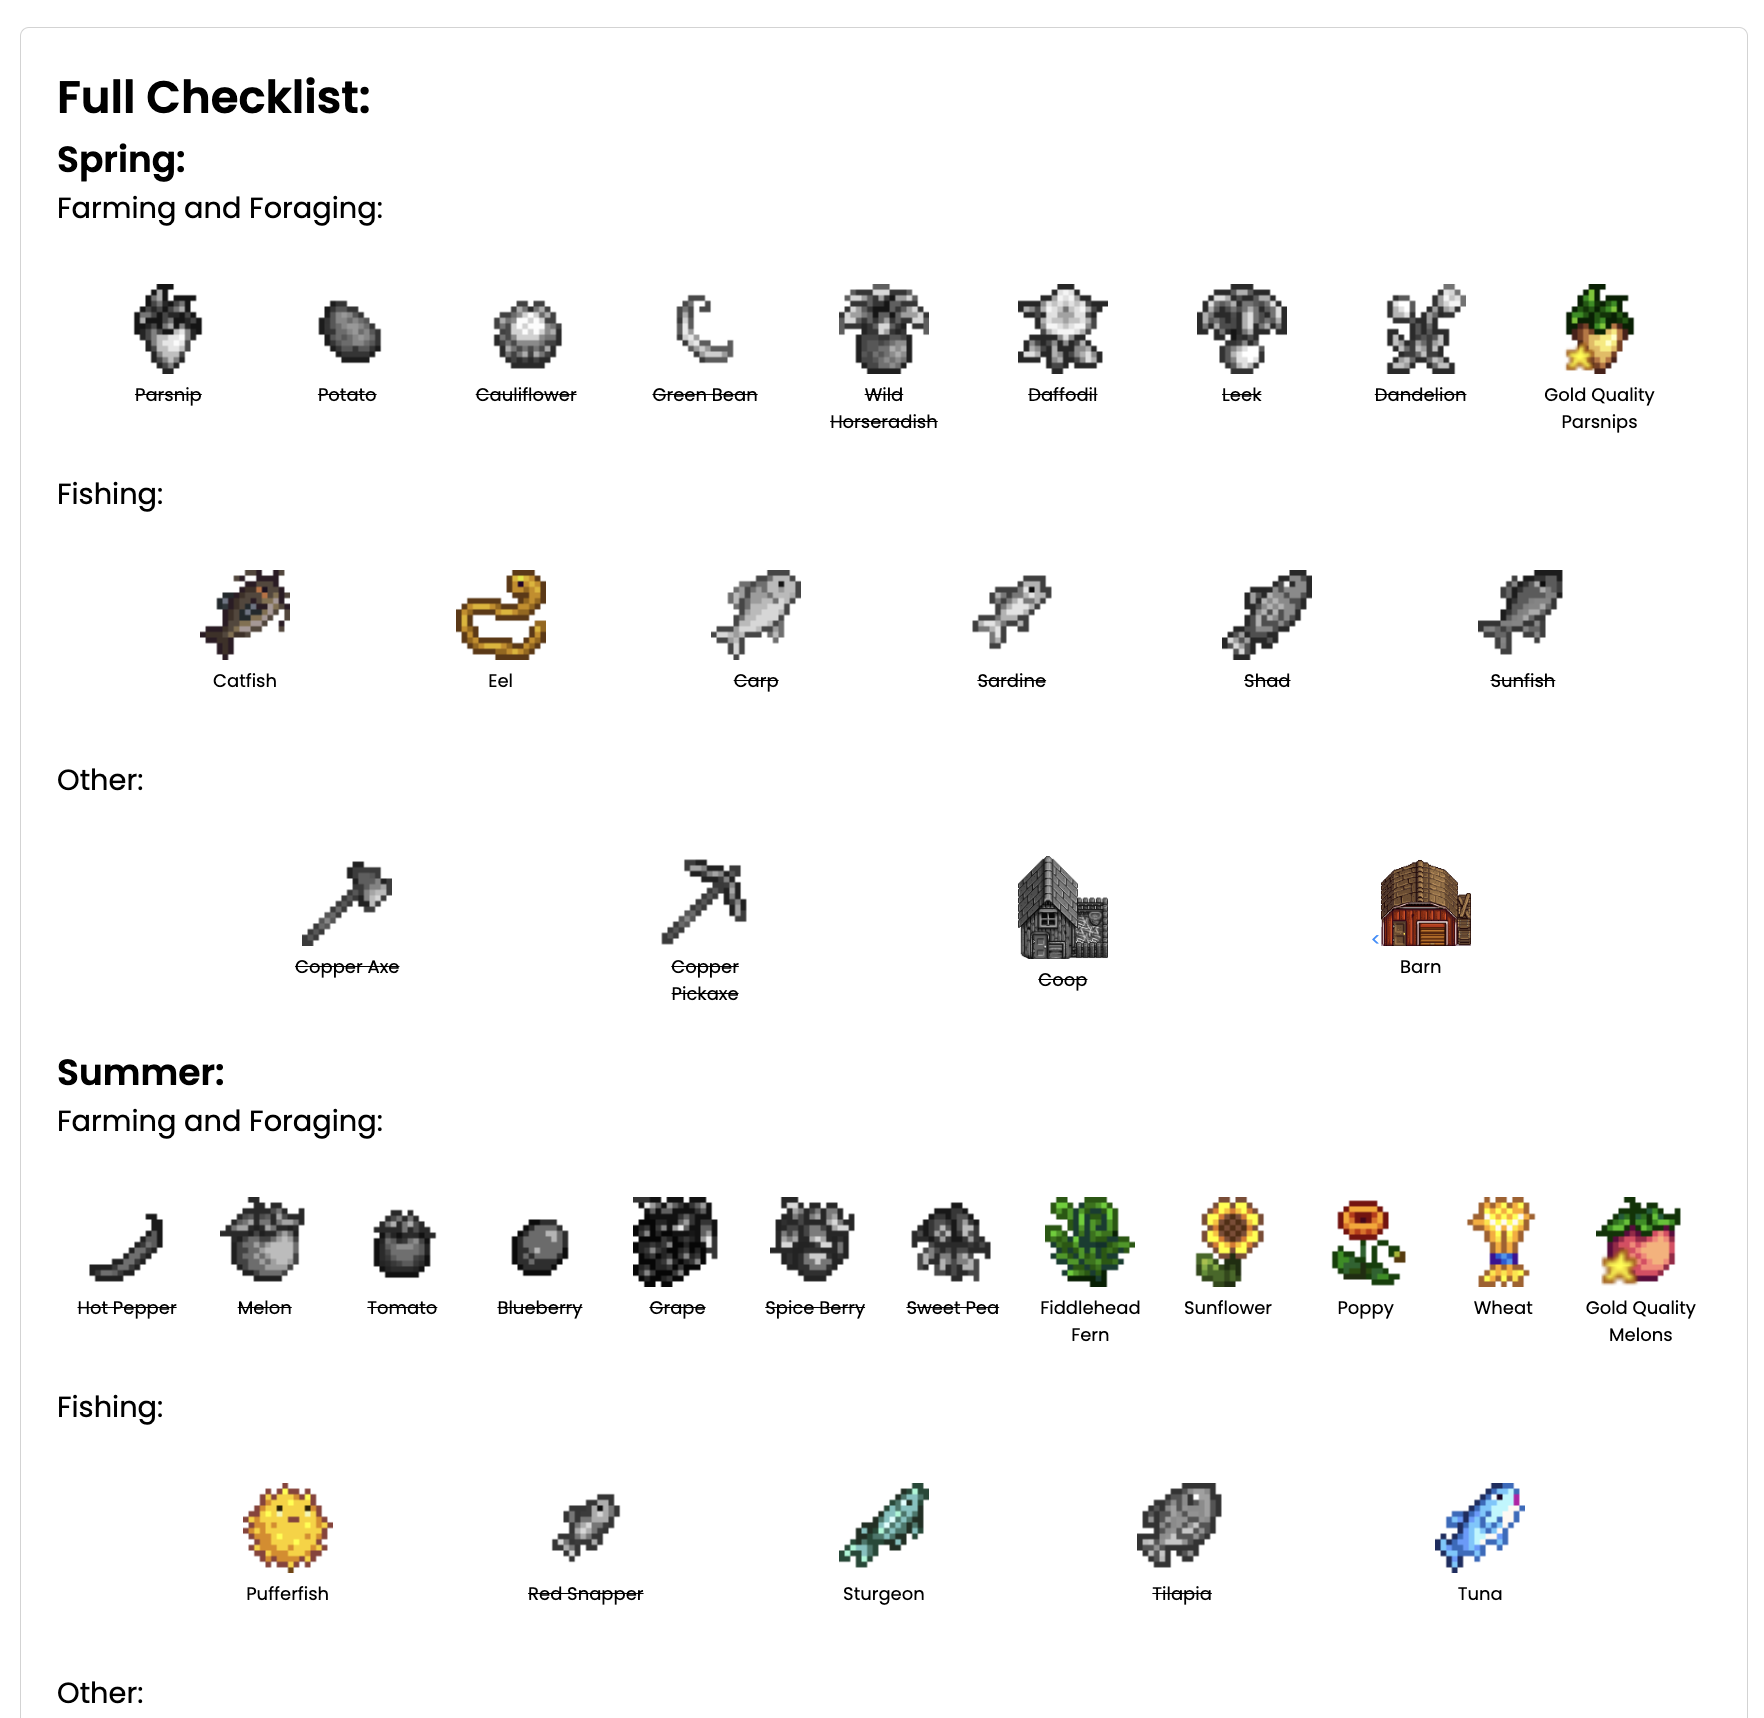 Full Checklist:
Spring:
Farming and Foraging:
Parsnip
Potato
Cauliflower
Green Bean
Wild
Horseradish
Daffodil
Leek
Dandelion
Gold Quality
Parsnips
Fishing:
Catfish
Eel
Carp
Sardine
Shad
Sunfish
Other:
Copper Axe
Copper
Pickaxe
Coop
<
Barn
Summer:
Farming and Foraging:
Hot Pepper
Melon
Tomato
Blueberry
Grape
Spice Berry
Sweet Pea
Fiddlehead
Fern
Sunflower
Poppy
Wheat
Gold Quality
Melons
Fishing:
Pufferfish
Red Snapper
Sturgeon
Tilapia
Tuna
Other: